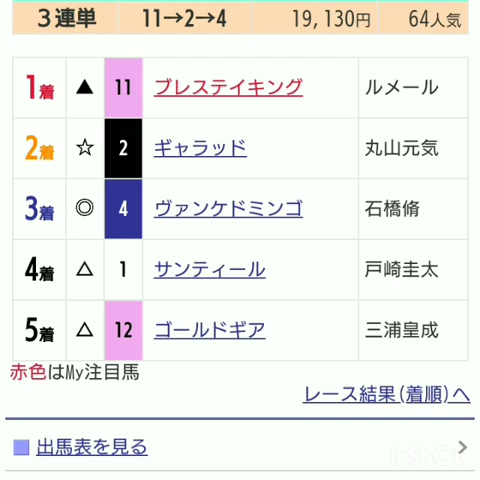 3連単 11→2→4 19,130円 64人気
1着 ▲ 11 ブレステイキング ルメール
2着 ☆ 2 ギャラッド 丸山元気
3着 ◎ 4 ヴァンケドミンゴ 石橋脩
4着 △ 1 サンティール 戸崎圭太
5着 △ 12 ゴールドギア 三浦皇成
赤色はMy注目馬
レース結果(着順)へ
出馬表を見る